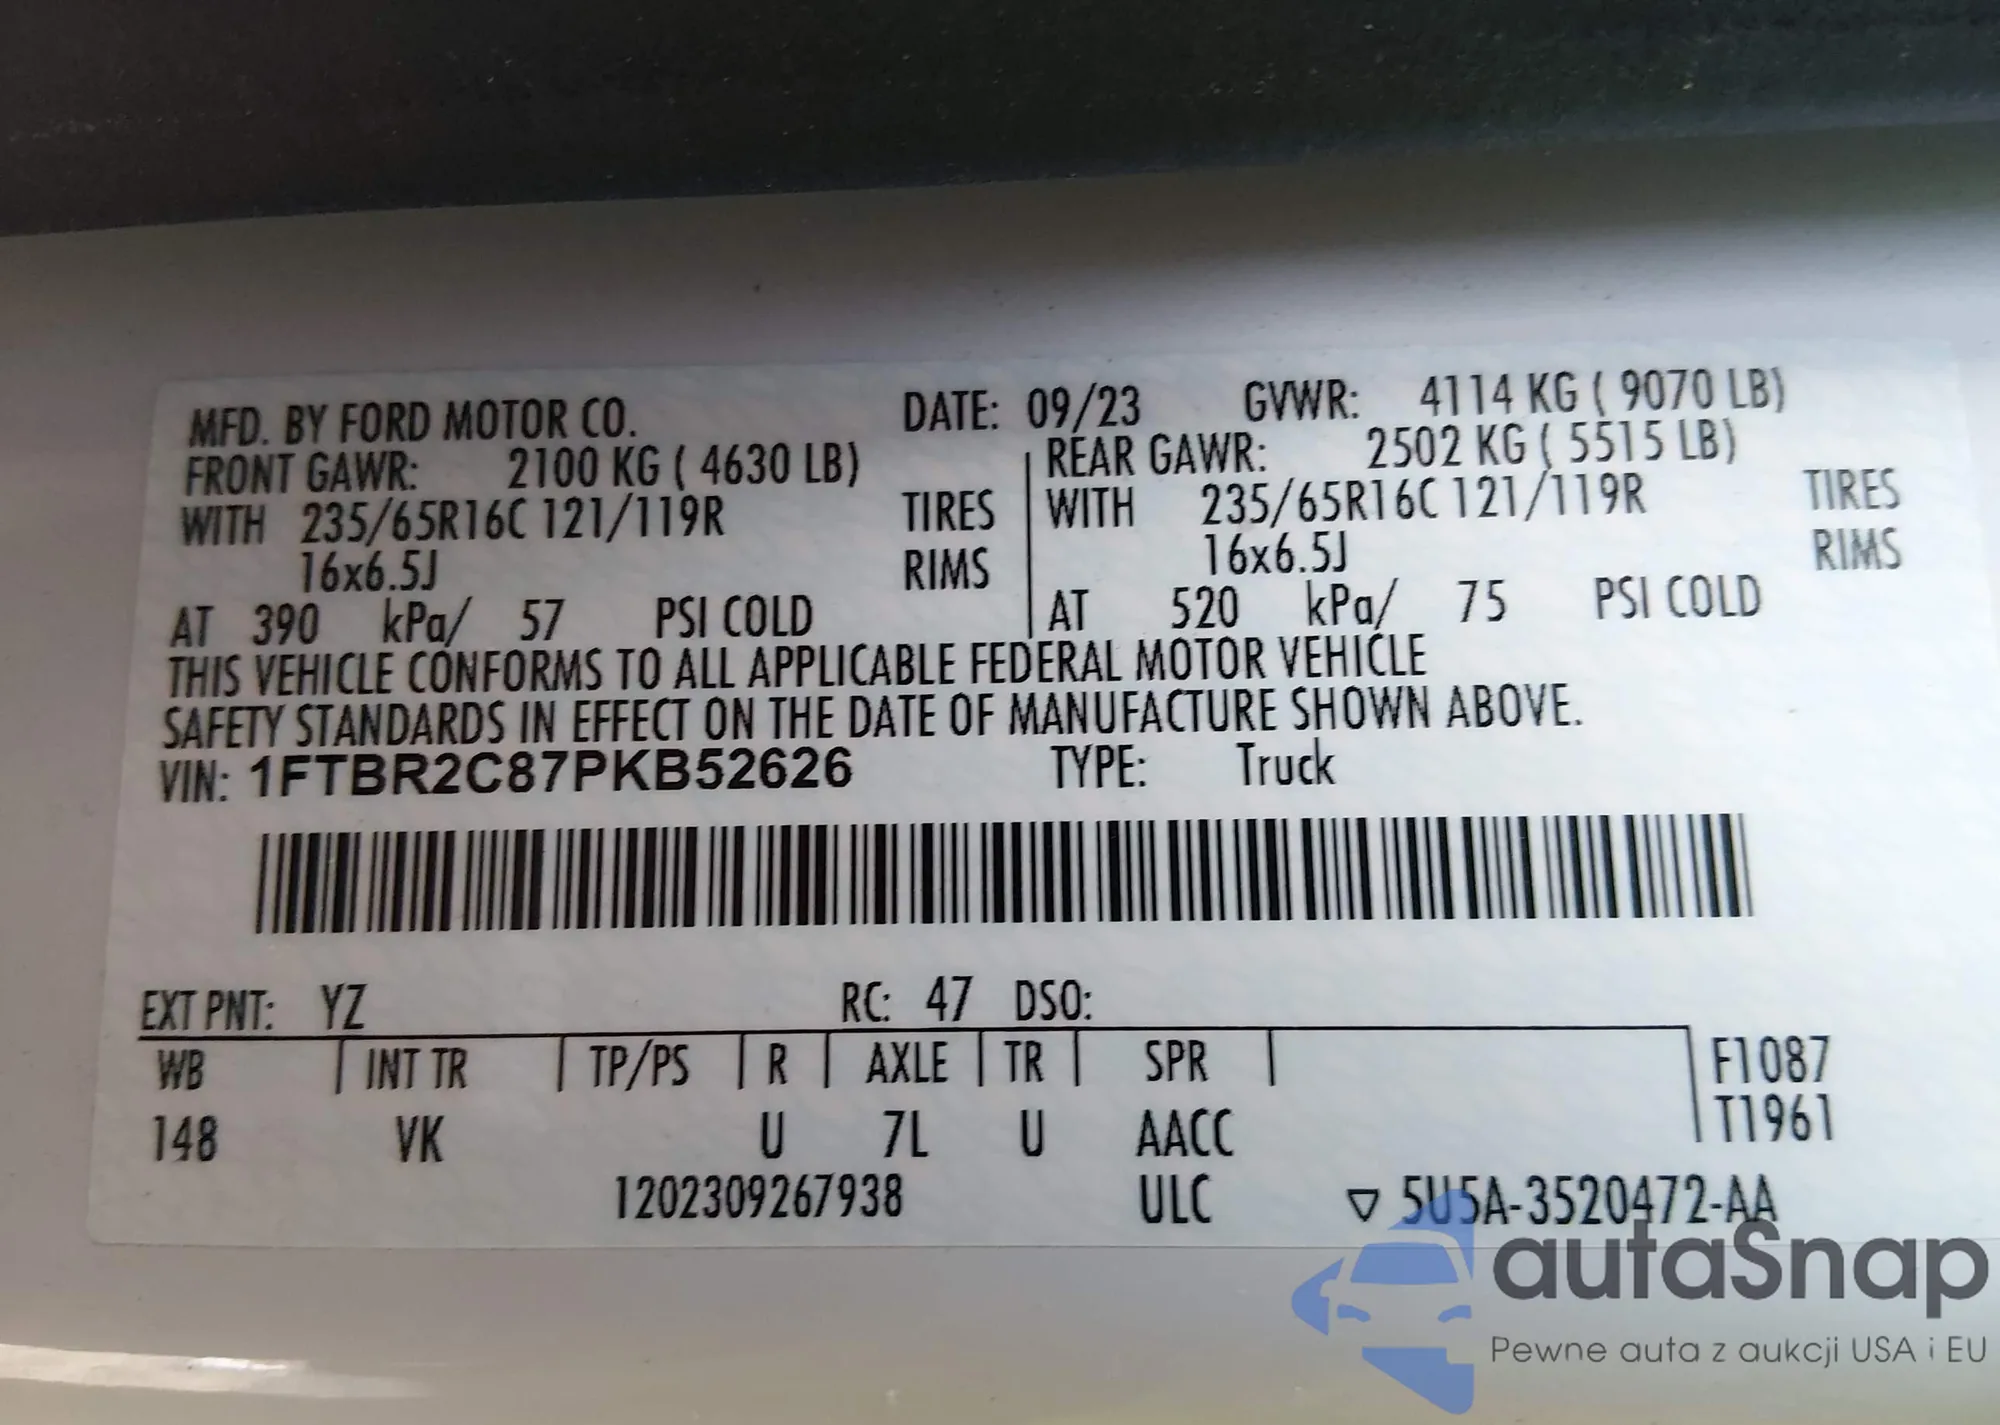 MFD. BY FORD MOTOR CO. DATE: 09/23 GVWR: 4114 KG ( 9070 LB)
FRONT GAWR: 2100 KG ( 4630 LB) REAR GAWR: 2502 KG ( 5515 LB)
WITH 235/65R16C 121/119R TIRES WITH 235/65R16C 121/119R TIRES
16x6.5J RIMS 16x6.5J RIMS
AT 390 kPa/ 57 PSI COLD AT 520 kPa/ 75 PSI COLD
THIS VEHICLE CONFORMS TO ALL APPLICABLE FEDERAL MOTOR VEHICLE
SAFETY STANDARDS IN EFFECT ON THE DATE OF MANUFACTURE SHOWN ABOVE.
VIN: 1FTBR2C87PKB52626 TYPE: Truck
EXT PNT: YZ RC: 47 DSO:
WB INT TR TP/PS R AXLE TR SPR F1087
148 VK U 7L U AACC T1961
1202309267938 ULC ▽ 5U5A-3520472-AA
autaSnap
Pewne auta z aukcji USA i EU